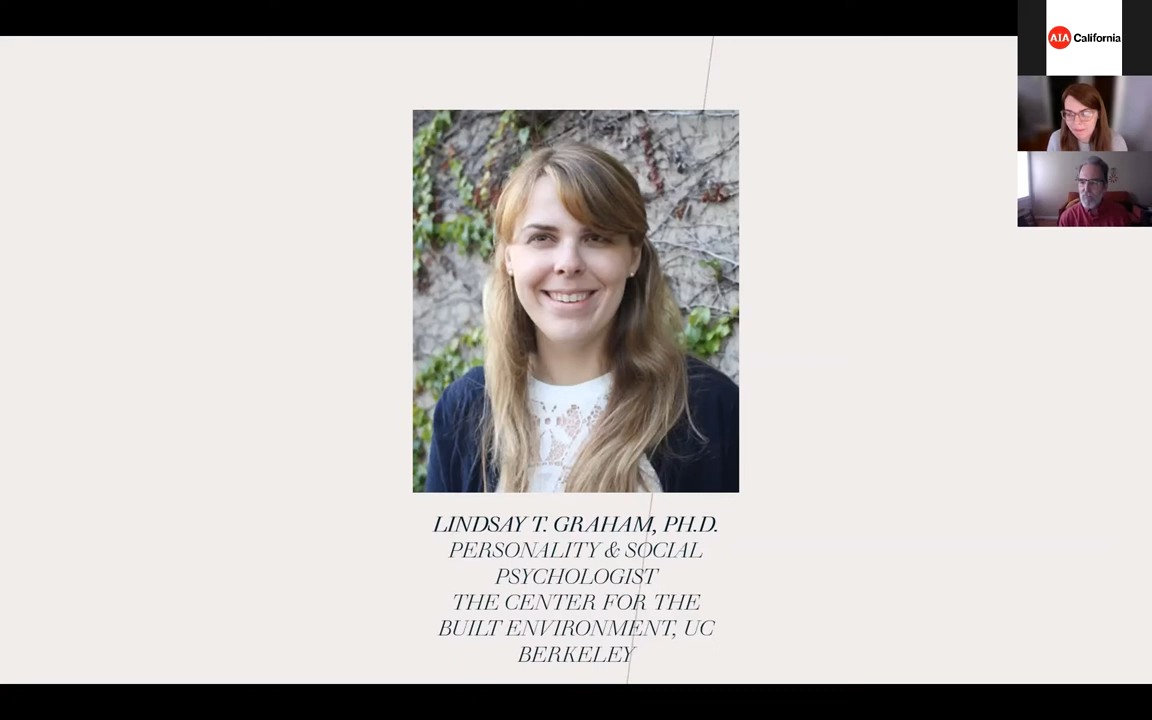 AIA California
LINDSAY T. GRAHAM, PH.D.
PERSONALITY & SOCIAL
PSYCHOLOGIST
THE CENTER FOR THE
BUILT ENVIRONMENT, UC
BERKELEY